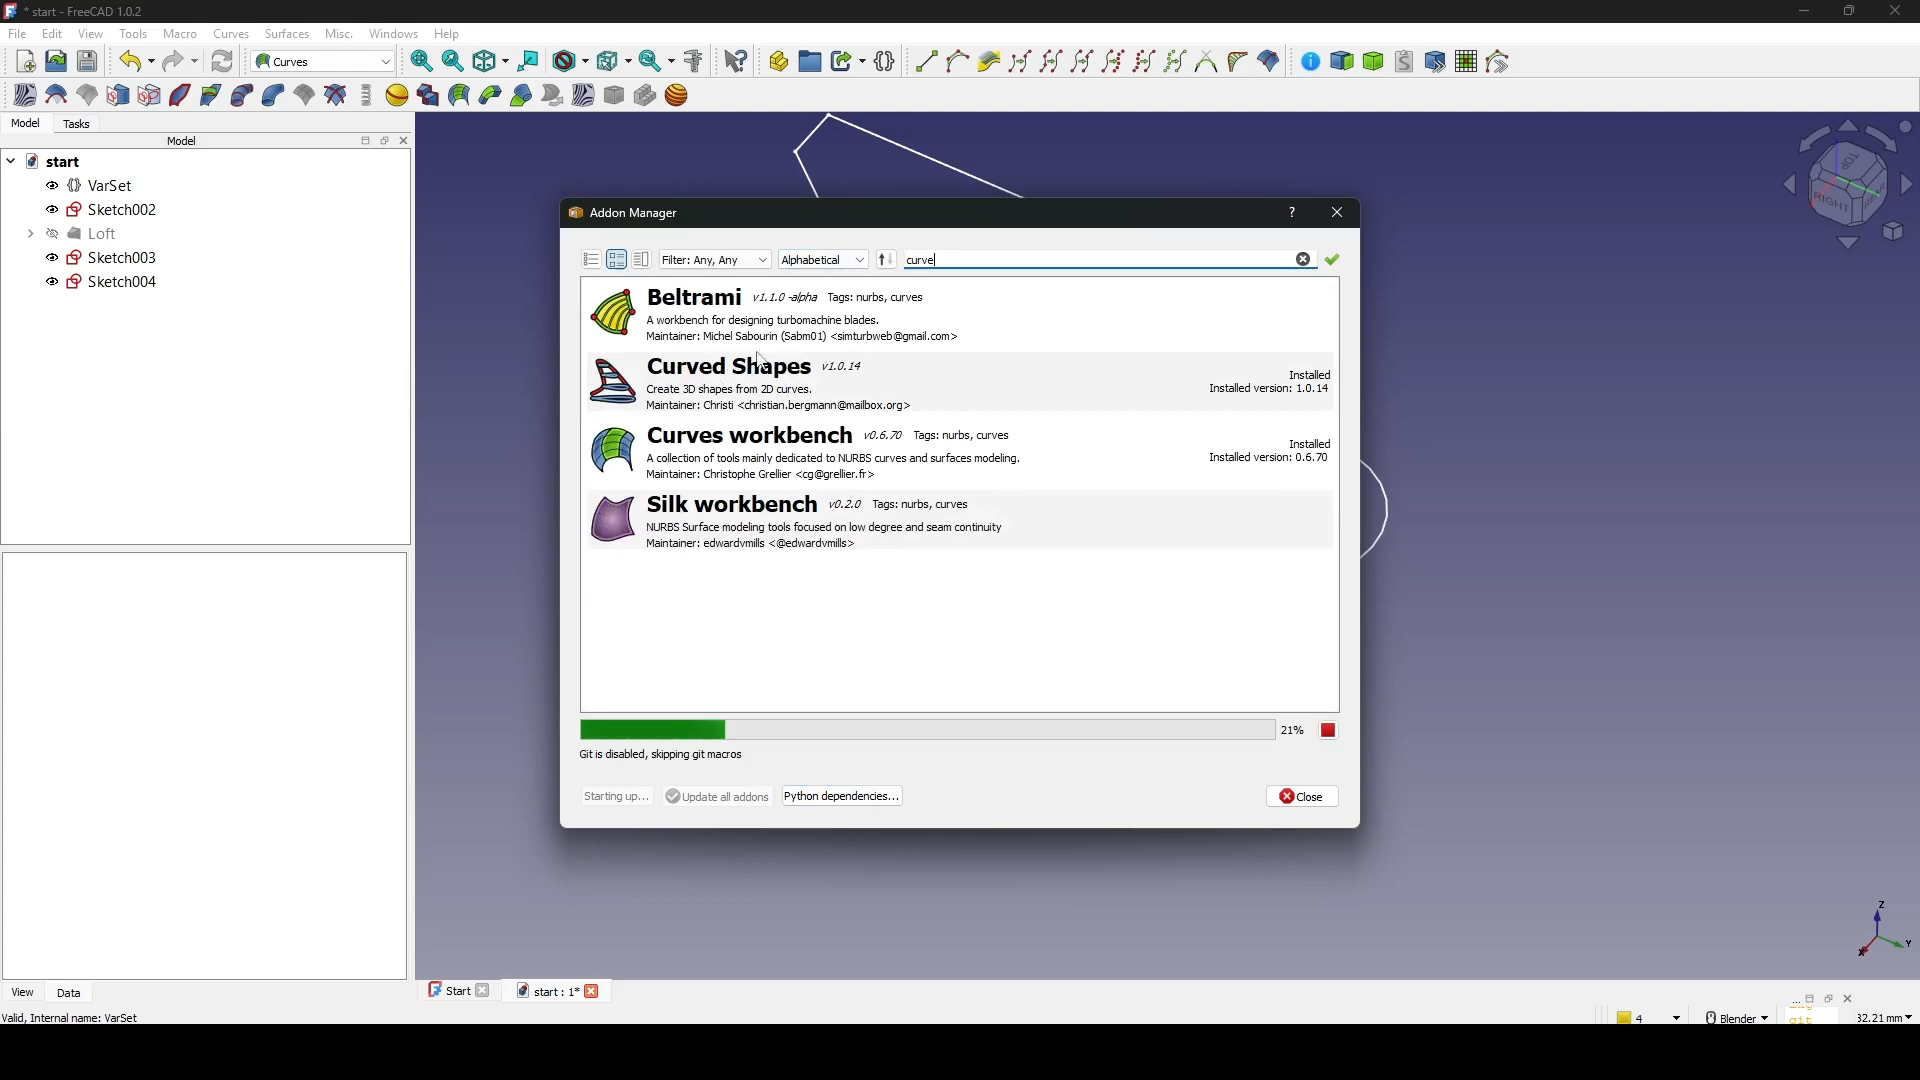 * start - FreeCAD 1.0.2
File Edit View Tools Macro Curves Surfaces Misc. Windows Help
Curves
Model Tasks
Model
start
VarSet
Sketch002
Loft
Sketch003
Sketch004
TOP
RIGHT
REAR
Addon Manager
Filter: Any, Any Alphabetical curve
Beltrami v1.1.0-alpha Tags: nurbs, curves
A workbench for designing turbomachine blades.
Maintainer: Michel Sabourin (Sabm01) <simturbweb@gmail.com>
Curved Shapes v1.0.14
Installed
Create 3D shapes from 2D curves.
Installed version: 1.0.14
Maintainer: Christi <christian.bergmann@mailbox.org>
Curves workbench v0.6.70 Tags: nurbs, curves
Installed
A collection of tools mainly dedicated to NURBS curves and surfaces modeling.
Installed version: 0.6.70
Maintainer: Christophe Grellier <cg@grellier.fr>
Silk workbench v0.2.0 Tags: nurbs, curves
NURBS Surface modeling tools focused on low degree and seam continuity
Maintainer: edwardvmills <@edwardvmills>
21%
Git is disabled, skipping git macros
Starting up... Update all addons Python dependencies... Close
Z
Y
X
View Data
Start start : 1*
...
Valid, Internal name: VarSet
4 Blender git 32.21 mm